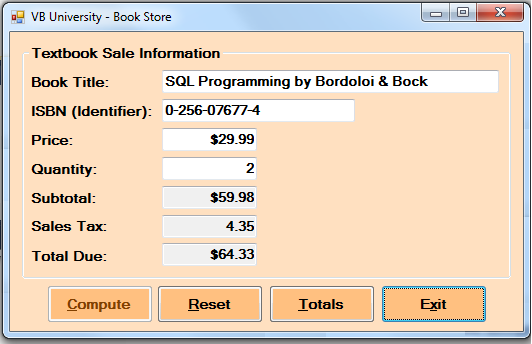 VB University - Book Store
Textbook Sale Information
Book Title: SQL Programming by Bordoloi & Bock
ISBN (Identifier): 0-256-07677-4
Price: $29.99
Quantity: 2
Subtotal: $59.98
Sales Tax: 4.35
Total Due: $64.33
Compute Reset Totals Exit